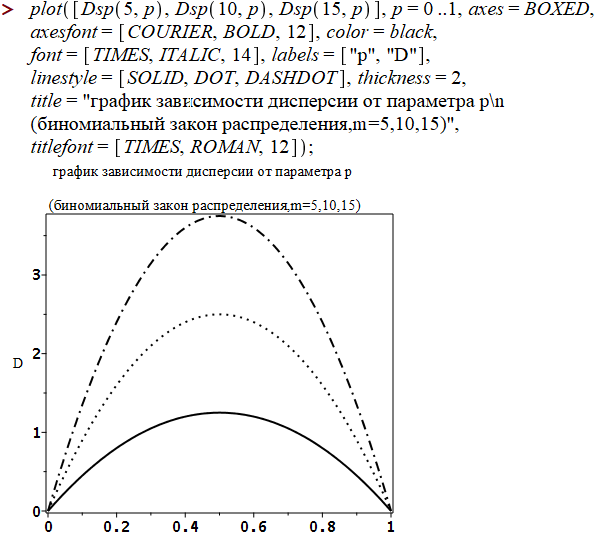 > plot([Dsp(5, p), Dsp(10, p), Dsp(15, p)], p = 0 ..1, axes = BOXED,
axesfont = [COURIER, BOLD, 12], color = black,
font = [TIMES, ITALIC, 14], labels = ["p", "D"],
linestyle = [SOLID, DOT, DASHDOT], thickness = 2,
title = "график зависимости дисперсии от параметра p\n
(биномиальный закон распределения,m=5,10,15)",
titlefont = [TIMES, ROMAN, 12]);
график зависимости дисперсии от параметра p
(биномиальный закон распределения,m=5,10,15)
3
2
D
1
0
0 0.2 0.4 0.6 0.8 1